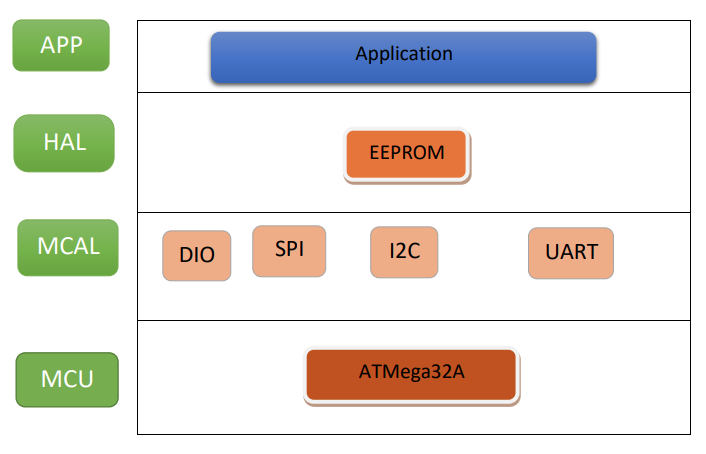 APP
Application
HAL
EEPROM
MCAL
DIO
SPI
I2C
UART
MCU
ATMega32A